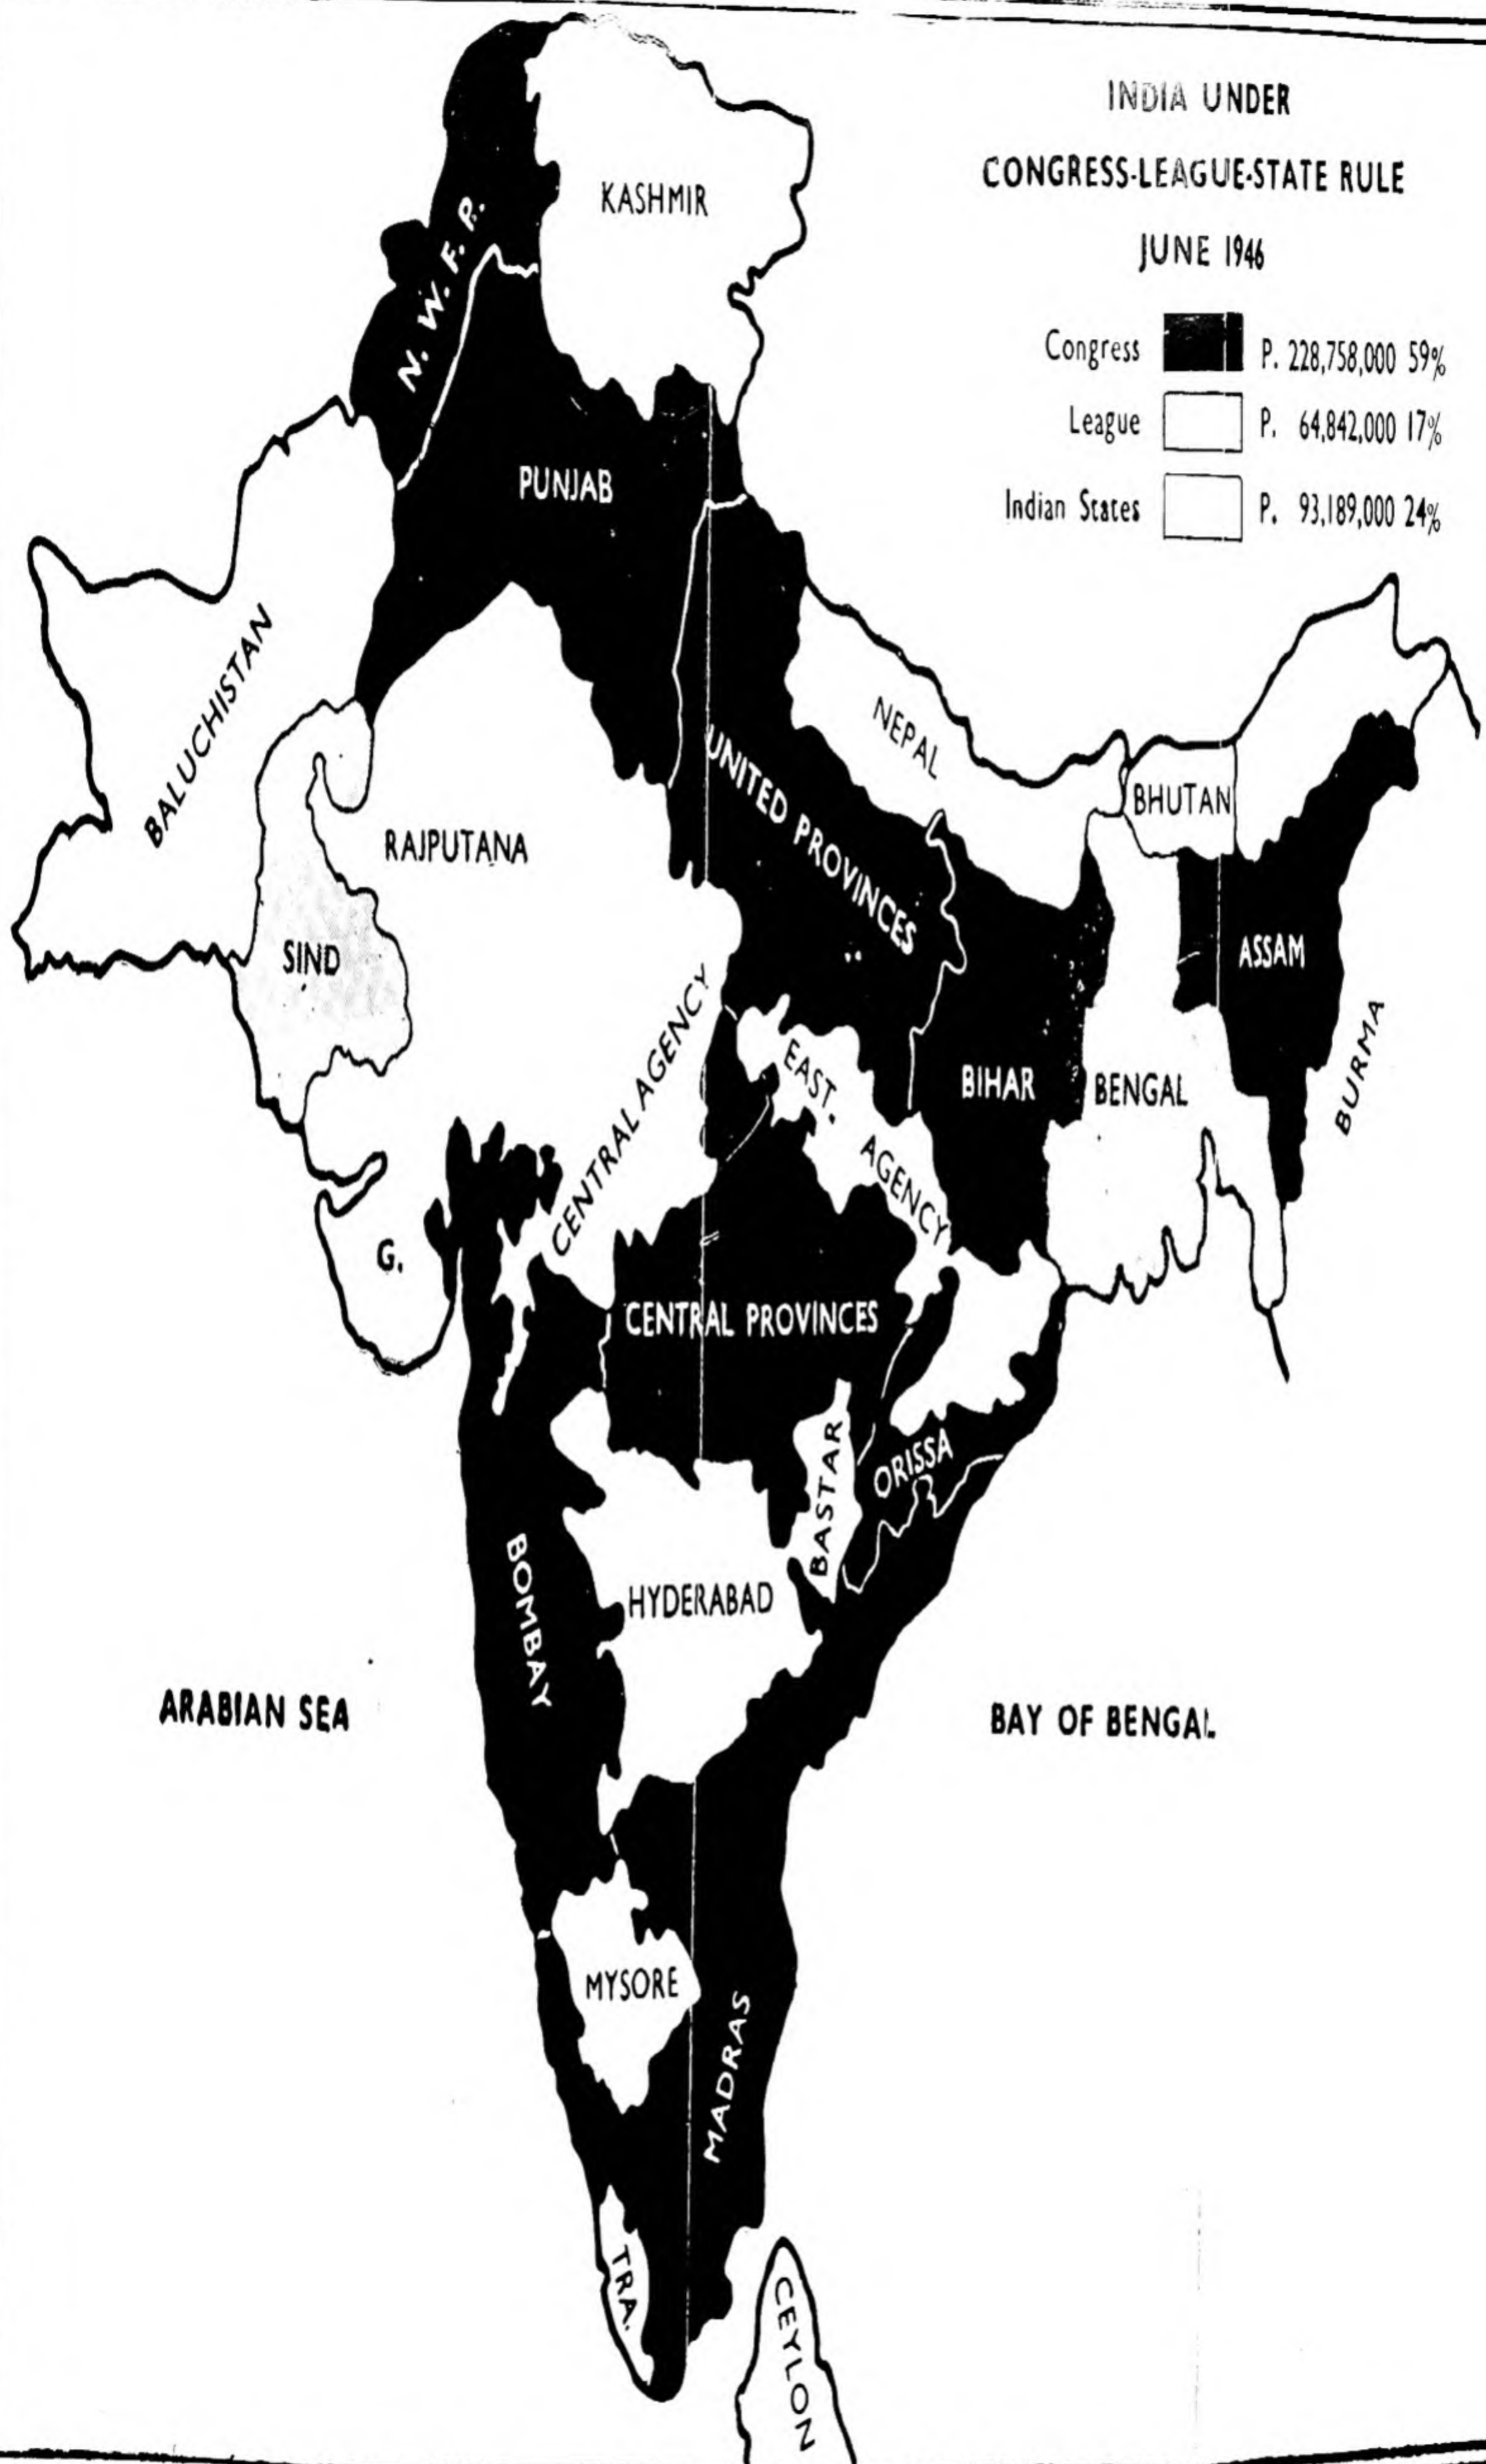 INDIA UNDER
CONGRESS-LEAGUE-STATE RULE
JUNE 1946
Congress P. 228,758,000 59%
League P. 64,842,000 17%
Indian States P. 93,189,000 24%
KASHMIR
N. W. F. P.
PUNJAB
BALUCHISTAN
NEPAL
UNITED PROVINCES
BHUTAN
RAJPUTANA
SIND
ASSAM
CENTRAL AGENCY
EAST. AGENCY
BIHAR
BENGAL
BURMA
G.
CENTRAL PROVINCES
BASTAR
ORISSA
BOMBAY
HYDERABAD
ARABIAN SEA
BAY OF BENGAL
MYSORE
MADRAS
TRA.
CEYLON